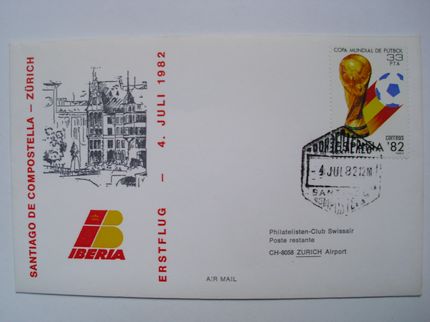 SANTIAGO DE COMPOSTELLA – ZÜRICH
ERSTFLUG – 4. JULI 1982
IBERIA
COPA MUNDIAL DE FUTBOL
33
PTA
CORREOS
ESPAÑA '82
- 4 JUL 82 12M
Philatelisten-Club Swissair
Poste restante
CH-8058 ZURICH Airport
AIR MAIL